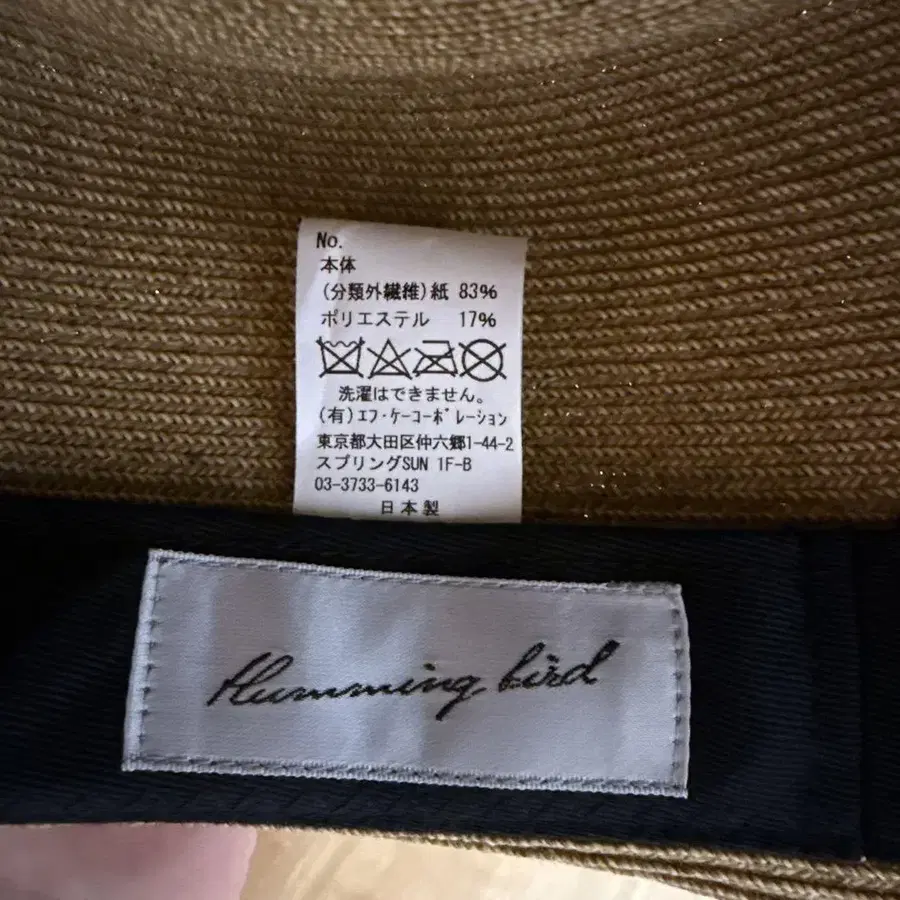 No.
本体
(分類外繊維)紙 83%
ポリエステル 17%
洗濯はできません。
(有)ｴﾌ･ｹｰｺｰﾎﾟﾚｰｼｮﾝ
東京都大田区仲六郷1-44-2
スプリングSUN 1F-B
03-3733-6143
日本製
Humming bird